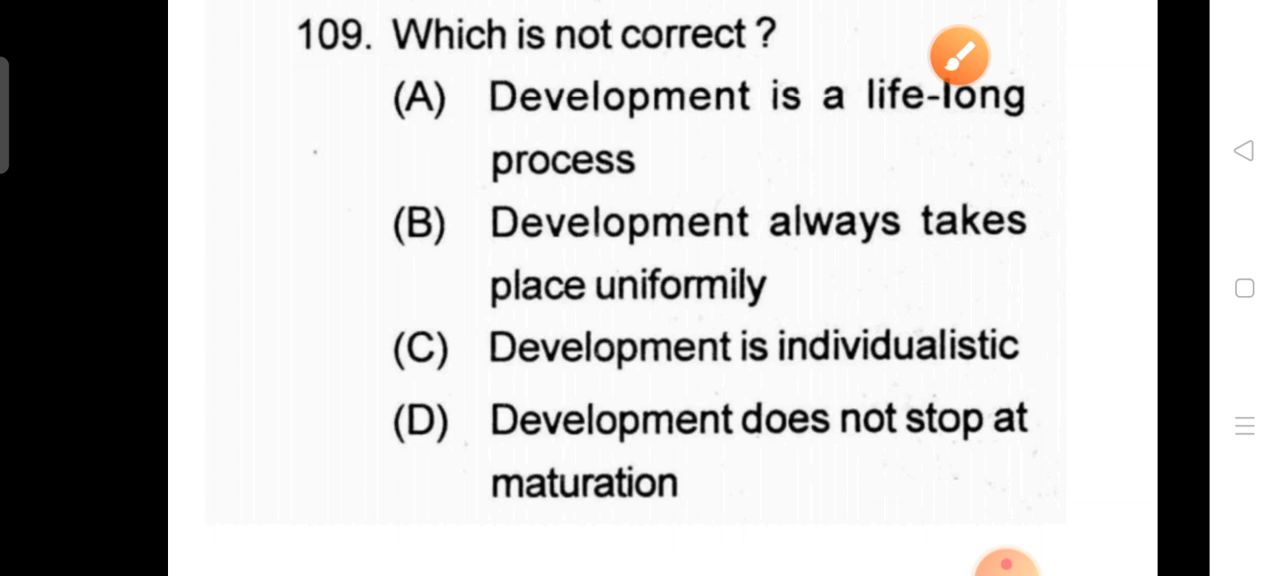 109. Which is not correct ?
(A) Development is a life-long
process
(B) Development always takes
place uniformily
(C) Development is individualistic
(D) Development does not stop at
maturation